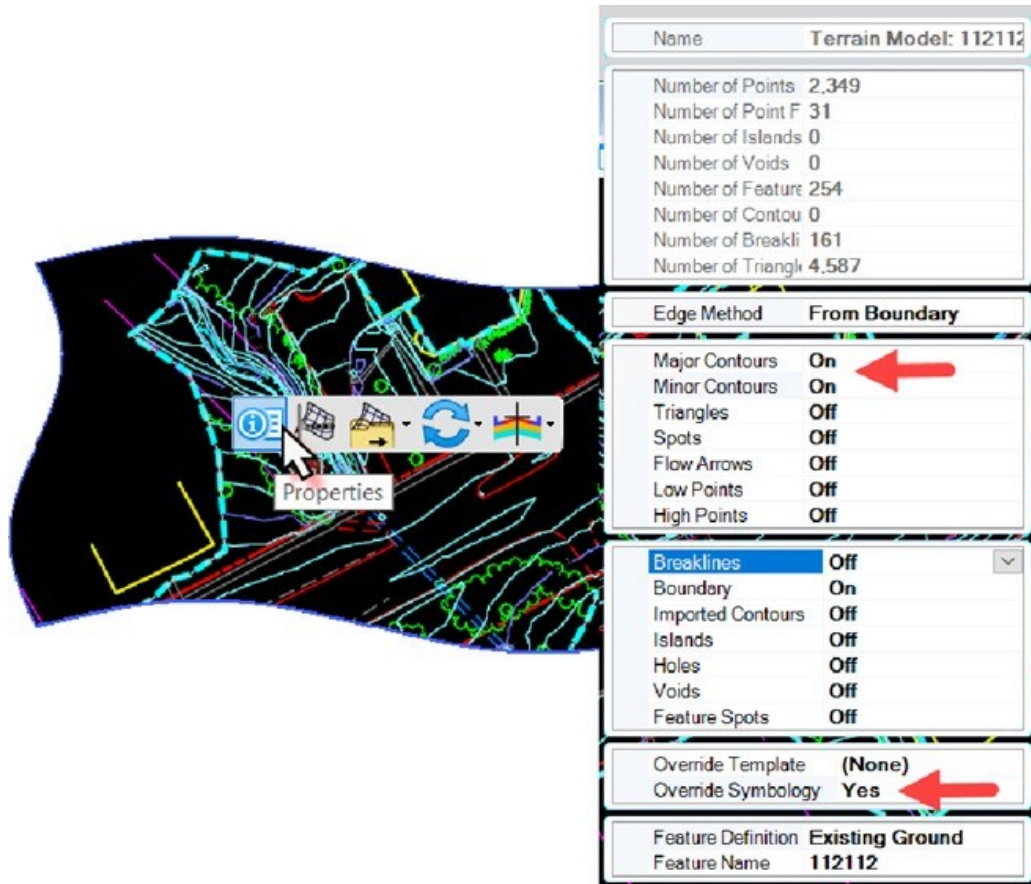 Name Terrain Model: 112112
Number of Points 2,349
Number of Point F 31
Number of Islands 0
Number of Voids 0
Number of Feature 254
Number of Contou 0
Number of Breakli 161
Number of Triangl 4,587
Edge Method From Boundary
Major Contours On
Minor Contours On
Triangles Off
Spots Off
Flow Arrows Off
Low Points Off
High Points Off
Properties
Breaklines Off
Boundary On
Imported Contours Off
Islands Off
Holes Off
Voids Off
Feature Spots Off
Override Template (None)
Override Symbology Yes
Feature Definition Existing Ground
Feature Name 112112